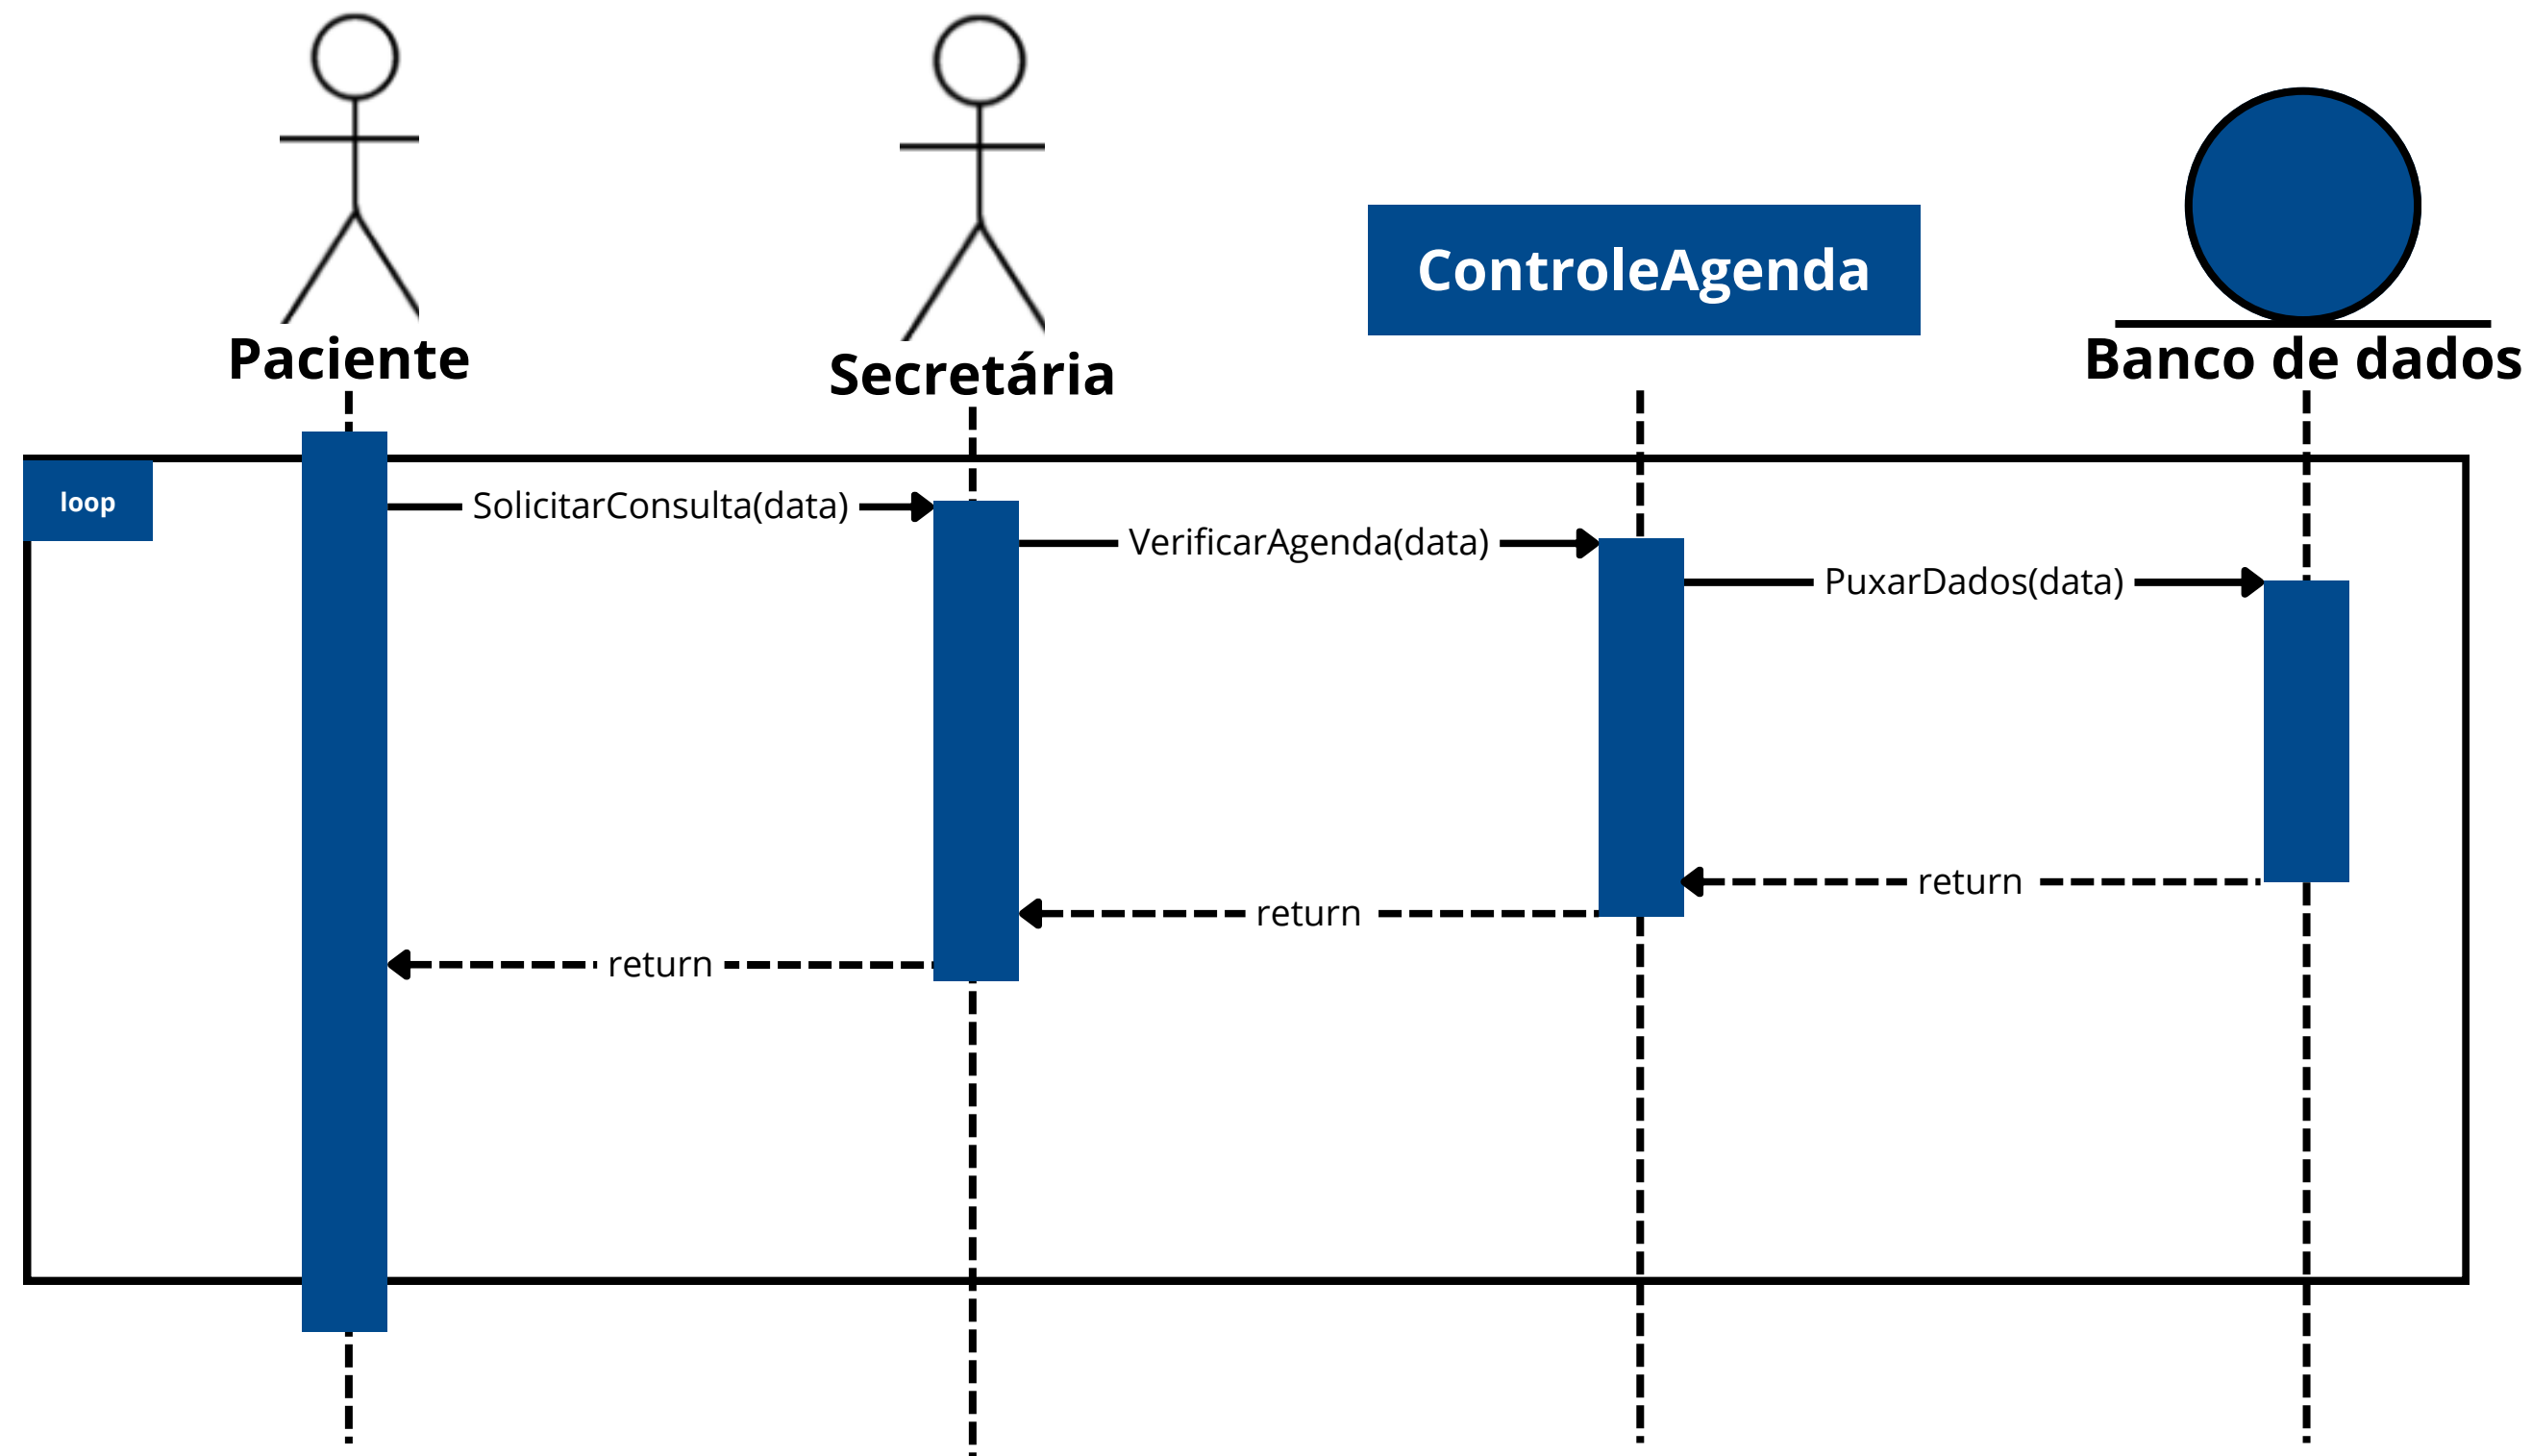 Paciente
Secretária
ControleAgenda
Banco de dados
loop
SolicitarConsulta(data)
VerificarAgenda(data)
PuxarDados(data)
return
return
return